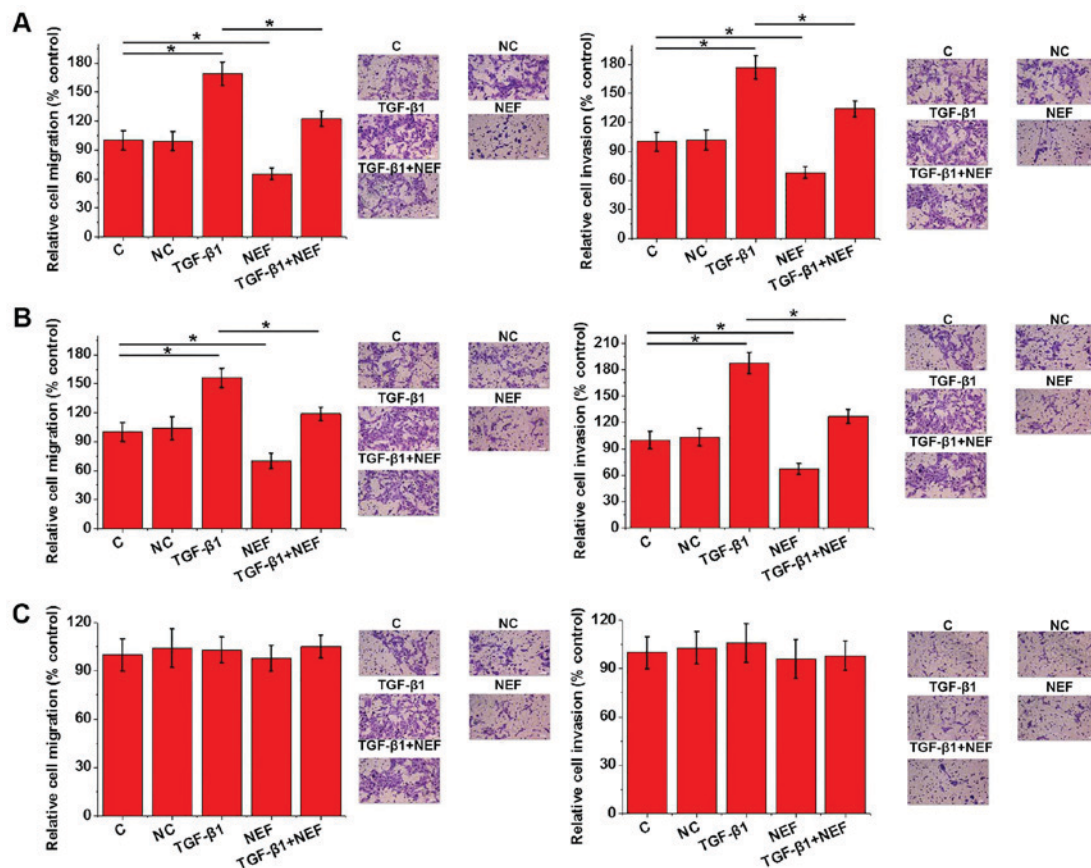 A
Relative cell migration (% control)
180
150
120
90
60
30
0
* * * 
C
NC
TGF-β1
NEF
TGF-β1+NEF
C NC
TGF-β1 NEF
TGF-β1+NEF
Relative cell invasion (% control)
180
150
120
90
60
30
0
* * *
C
NC
TGF-β1
NEF
TGF-β1+NEF
C NC
TGF-β1 NEF
TGF-β1+NEF
B
Relative cell migration (% control)
180
150
120
90
60
30
0
* * *
C
NC
TGF-β1
NEF
TGF-β1+NEF
C NC
TGF-β1 NEF
TGF-β1+NEF
Relative cell invasion (% control)
210
180
150
120
90
60
30
0
* * *
C
NC
TGF-β1
NEF
TGF-β1+NEF
C NC
TGF-β1 NEF
TGF-β1+NEF
C
Relative cell migration (% control)
120
90
60
30
0
C
NC
TGF-β1
NEF
TGF-β1+NEF
C NC
TGF-β1 NEF
TGF-β1+NEF
Relative cell invasion (% control)
120
90
60
30
0
C
NC
TGF-β1
NEF
TGF-β1+NEF
C NC
TGF-β1 NEF
TGF-β1+NEF